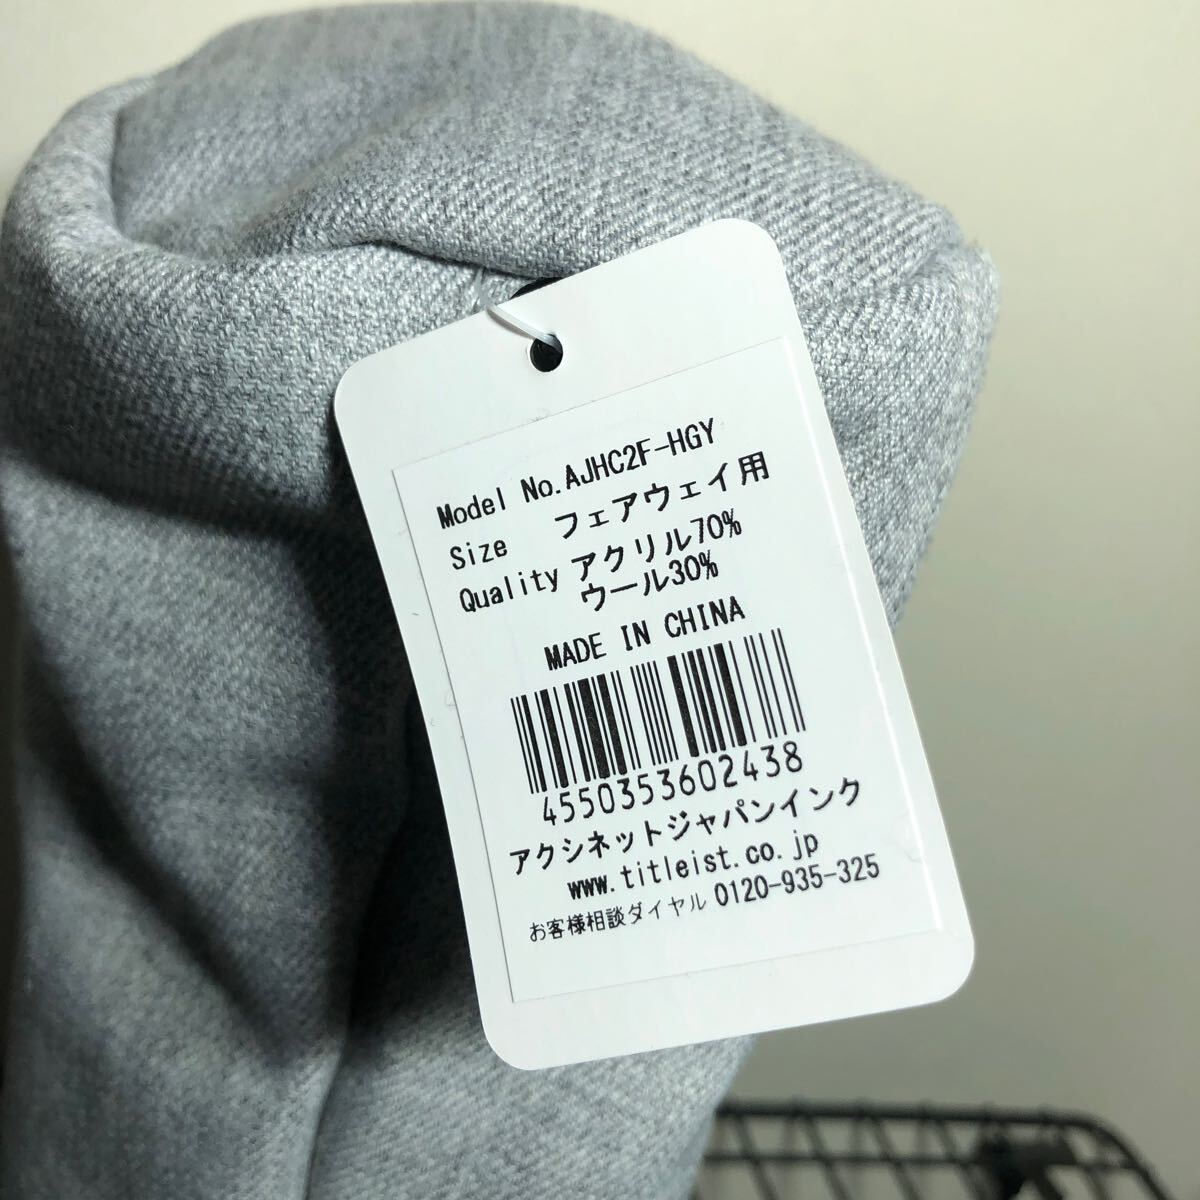 Model No.AJHC2F-HGY
Size フェアウェイ用
Quality アクリル70%
ウール30%
MADE IN CHINA
4550353602438
アクシネットジャパンインク
www.titleist.co.jp
お客様相談ダイヤル 0120-935-325